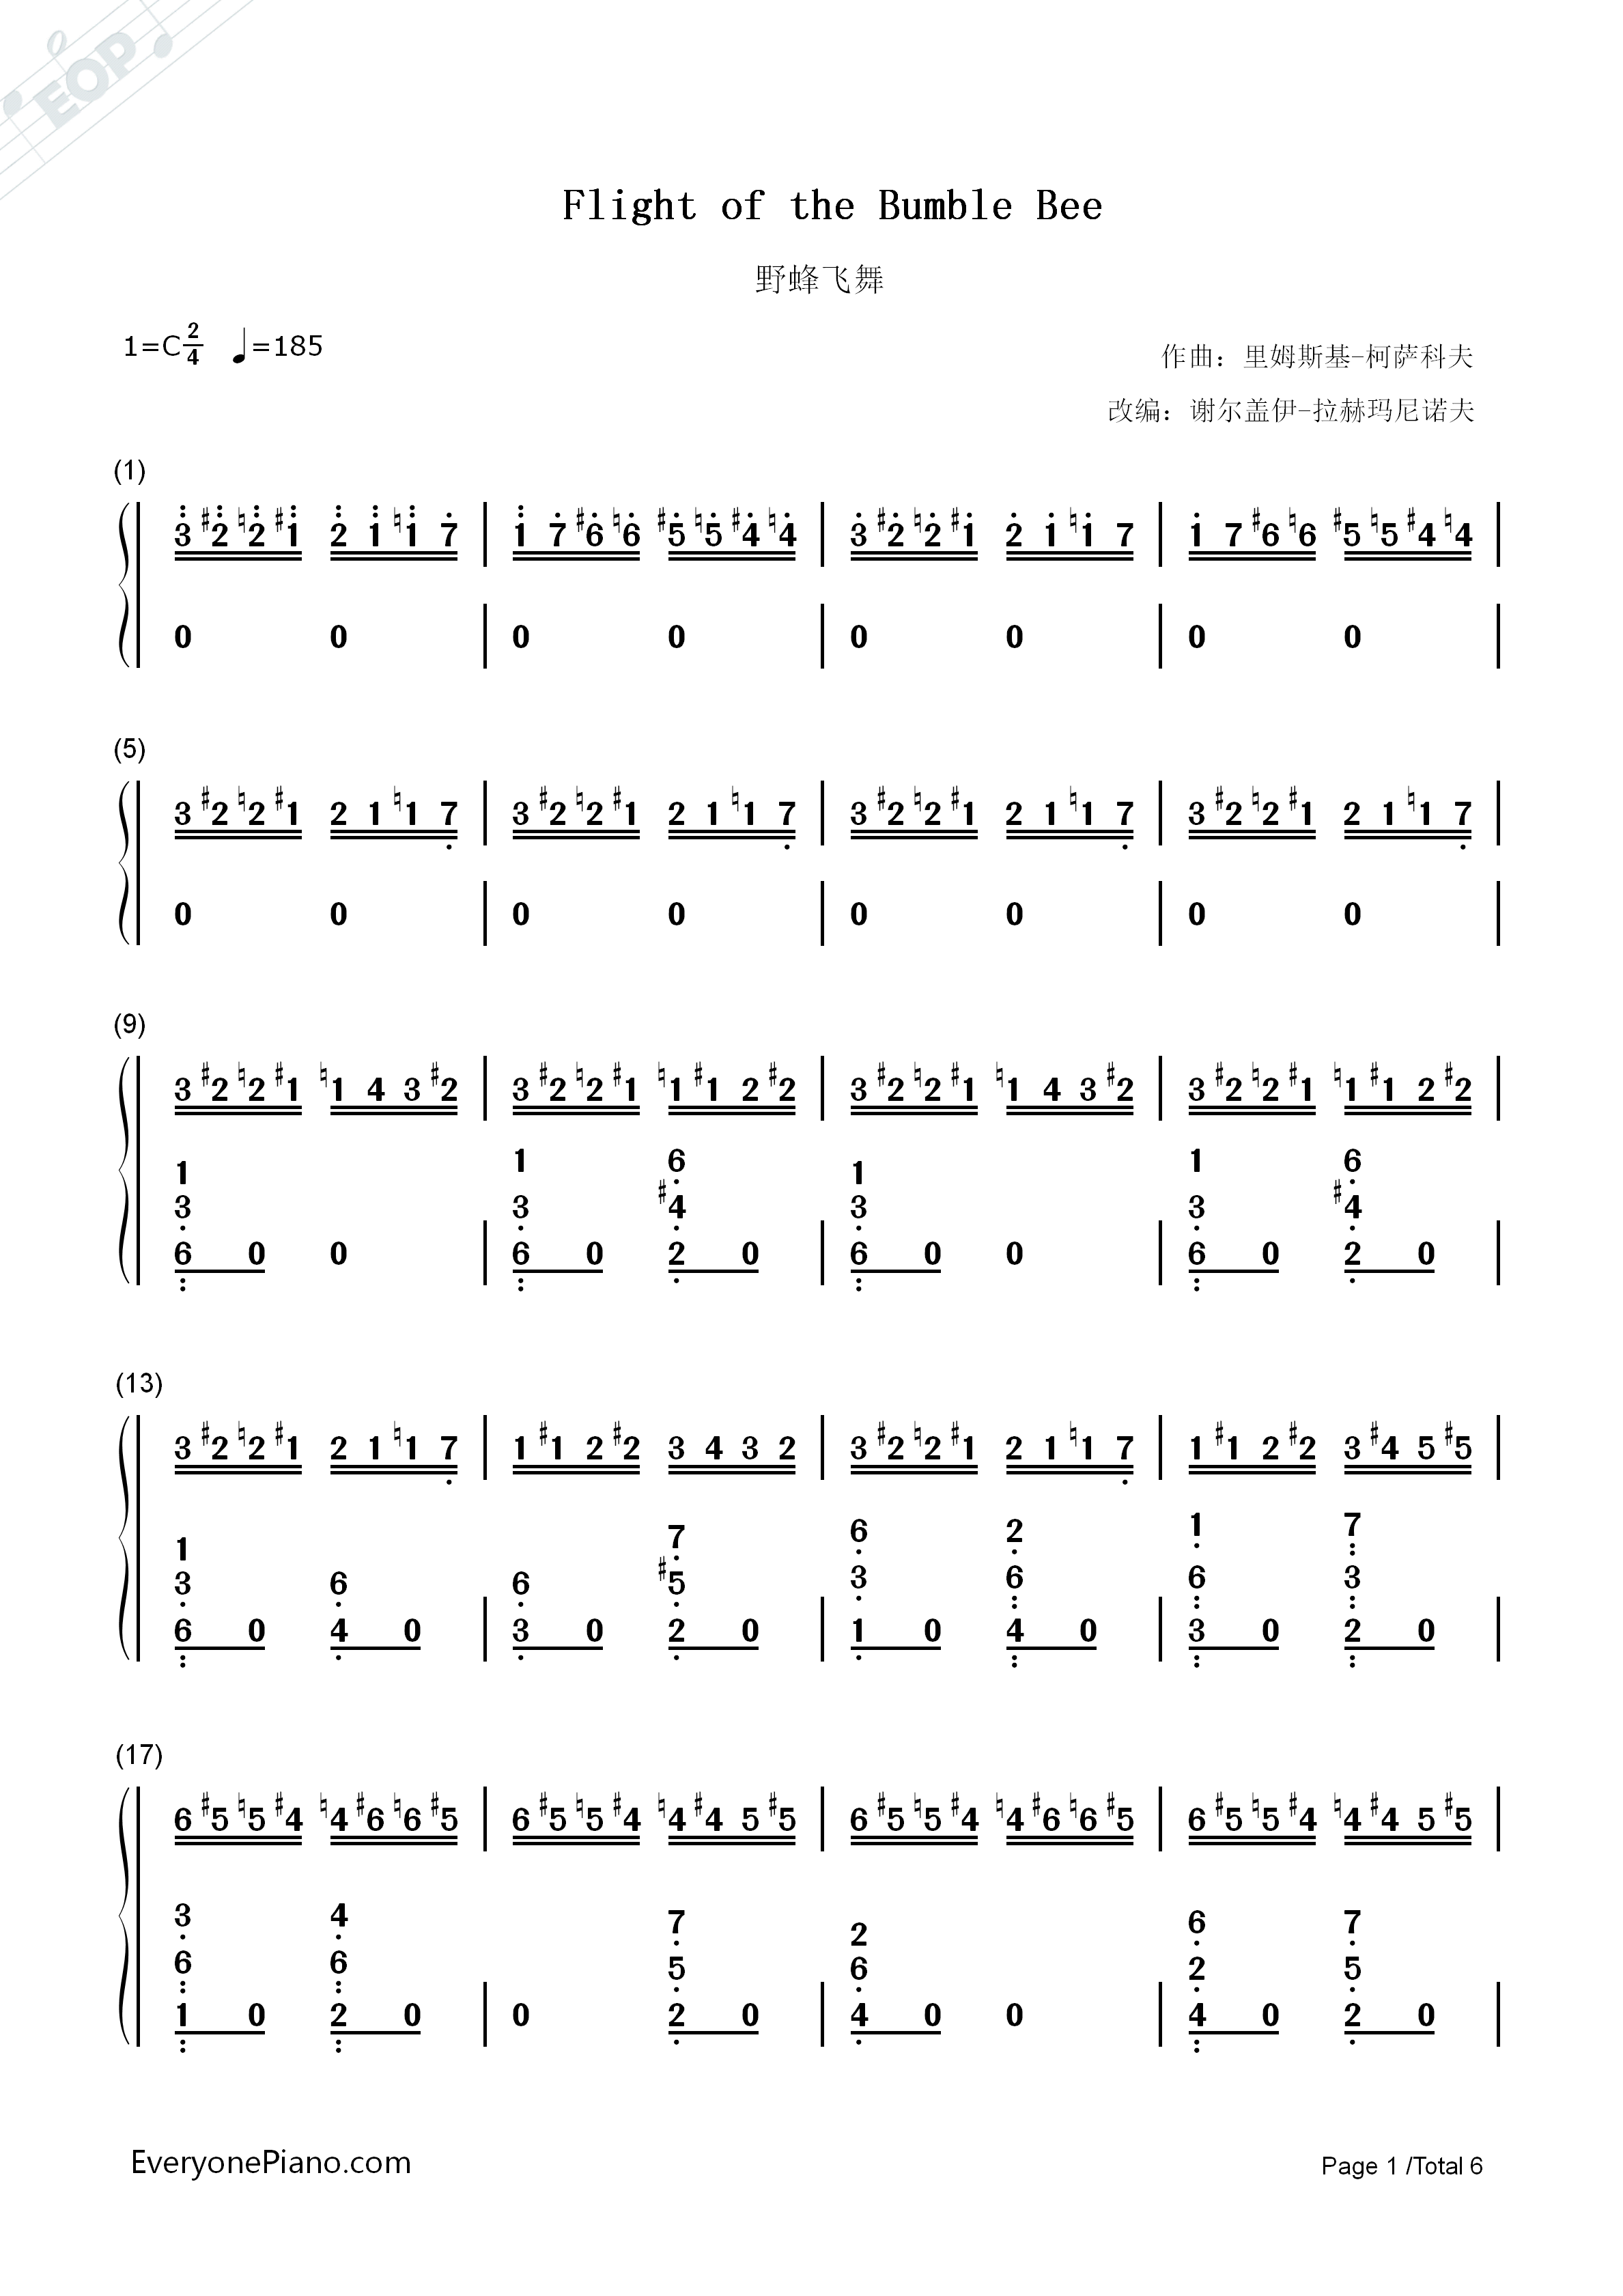 EOP
Flight of the Bumble Bee
野蜂飞舞
1=C 2/4 ♩=185
作曲：里姆斯基-柯萨科夫
改编：谢尔盖伊-拉赫玛尼诺夫
(1)
3 #2 ♮2 #1 2 1 ♮1 7 | 1 7 #6 ♮6 #5 ♮5 #4 ♮4 | 3 #2 ♮2 #1 2 1 ♮1 7 | 1 7 #6 ♮6 #5 ♮5 #4 ♮4 |
0 0 | 0 0 | 0 0 | 0 0 |
(5)
3 #2 ♮2 #1 2 1 ♮1 7 | 3 #2 ♮2 #1 2 1 ♮1 7 | 3 #2 ♮2 #1 2 1 ♮1 7 | 3 #2 ♮2 #1 2 1 ♮1 7 |
0 0 | 0 0 | 0 0 | 0 0 |
(9)
3 #2 ♮2 #1 ♮1 4 3 #2 | 3 #2 ♮2 #1 ♮1 #1 2 #2 | 3 #2 ♮2 #1 ♮1 4 3 #2 | 3 #2 ♮2 #1 ♮1 #1 2 #2 |
1 1 6 1 1 6
3 3 #4 3 3 #4
6 0 0 | 6 0 2 0 | 6 0 0 | 6 0 2 0 |
(13)
3 #2 ♮2 #1 2 1 ♮1 7 | 1 #1 2 #2 3 4 3 2 | 3 #2 ♮2 #1 2 1 ♮1 7 | 1 #1 2 #2 3 #4 5 #5 |
1 7 6 2 1 7
3 6 6 #5 3 6 6 3
6 0 4 0 | 3 0 2 0 | 1 0 4 0 | 3 0 2 0 |
(17)
6 #5 ♮5 #4 ♮4 #6 ♮6 #5 | 6 #5 ♮5 #4 ♮4 #4 5 #5 | 6 #5 ♮5 #4 ♮4 #6 ♮6 #5 | 6 #5 ♮5 #4 ♮4 #4 5 #5 |
3 4 7 2 6 7
6 6 5 6 2 5
1 0 2 0 | 0 2 0 | 4 0 0 | 4 0 2 0 |
EveryonePiano.com
Page 1 /Total 6